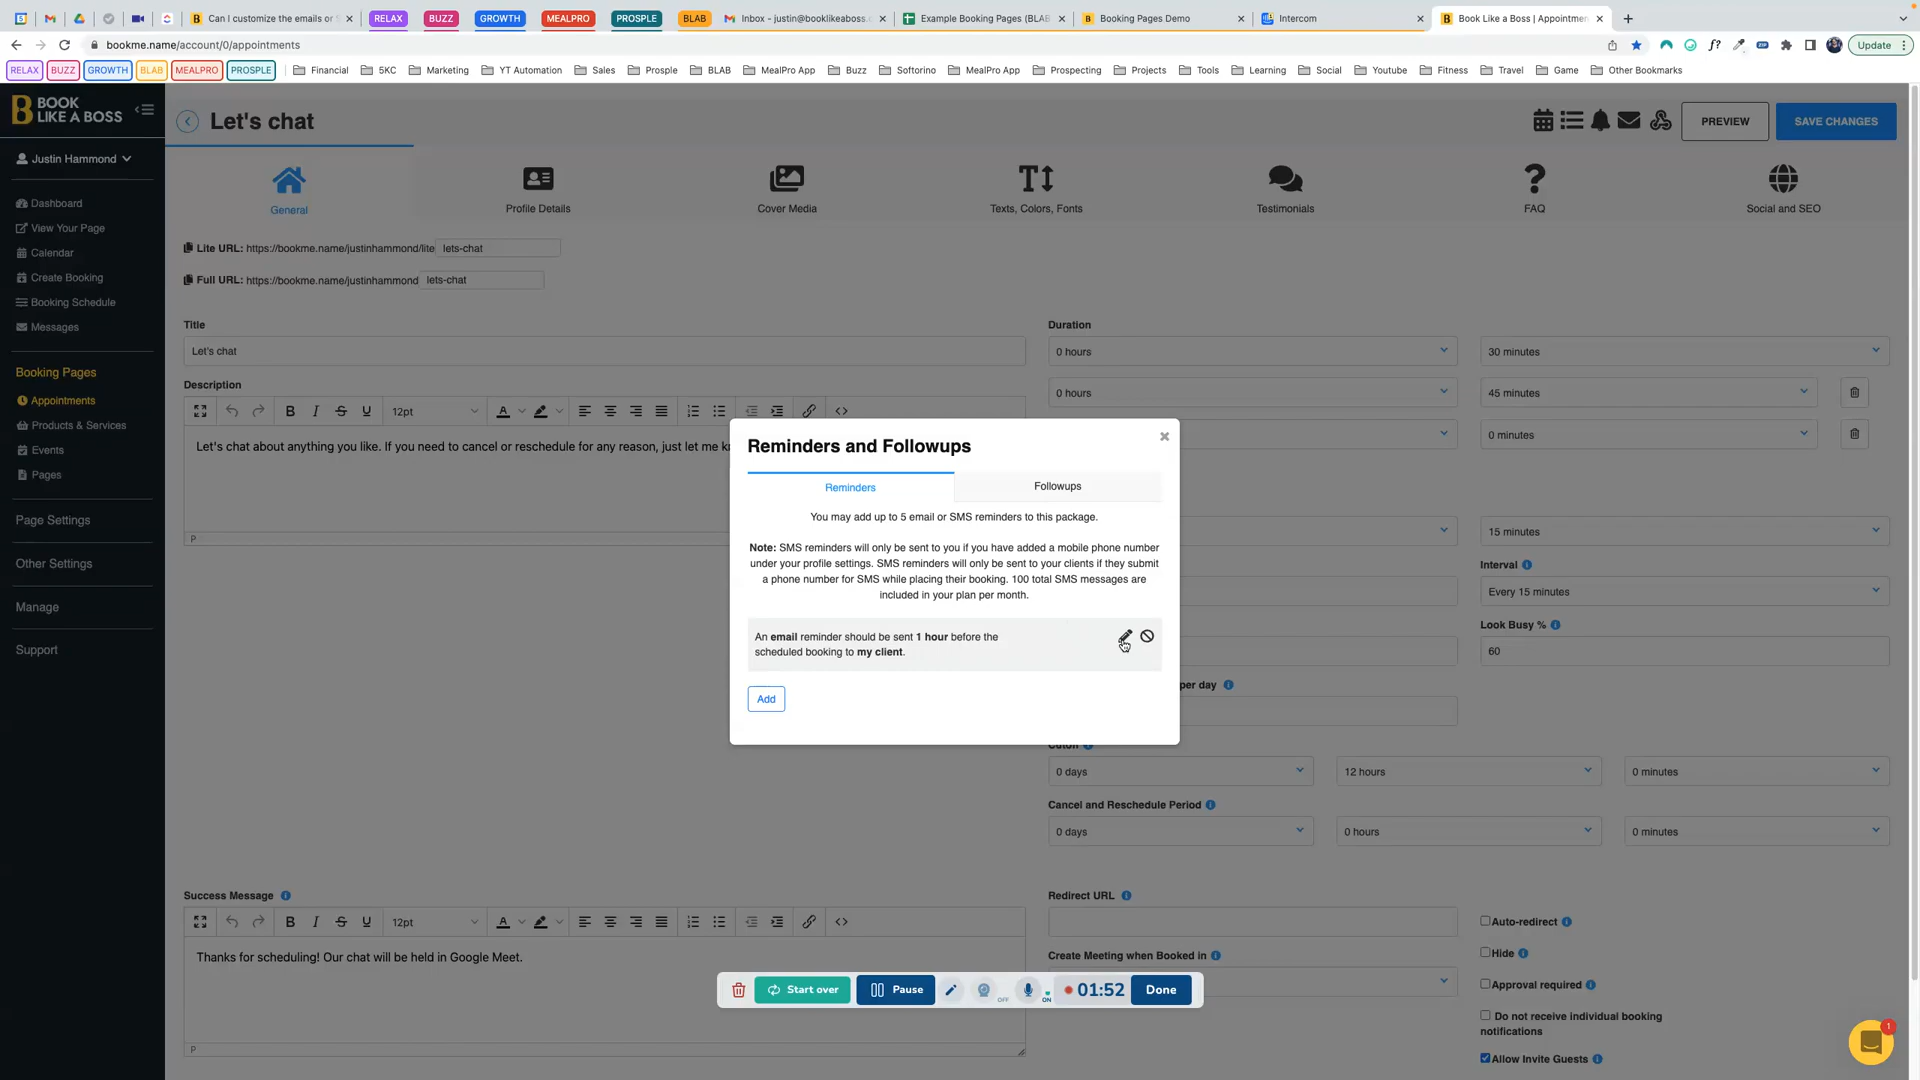 Can I customize the emails or
RELAX
BUZZ
GROWTH
MEALPRO
PROSPLE
BLAB
Inbox - justin@booklikeaboss.c
Example Booking Pages (BLAB
Booking Pages Demo
Intercom
Book Like a Boss | Appointmen
bookme.name/account/0/appointments
Update
RELAX
BUZZ
GROWTH
BLAB
MEALPRO
PROSPLE
Financial
5KC
Marketing
YT Automation
Sales
Prosple
BLAB
MealPro App
Buzz
Softorino
MealPro App
Prospecting
Projects
Tools
Learning
Social
Youtube
Fitness
Travel
Game
Other Bookmarks
BOOK
LIKE A BOSS
Let's chat
PREVIEW
SAVE CHANGES
Justin Hammond
Dashboard
View Your Page
Calendar
Create Booking
Booking Schedule
Messages
Booking Pages
Appointments
Products & Services
Events
Pages
Page Settings
Other Settings
Manage
Support
General
Profile Details
Cover Media
Texts, Colors, Fonts
Testimonials
FAQ
Social and SEO
Lite URL: https://bookme.name/justinhammond/lite lets-chat
Full URL: https://bookme.name/justinhammond lets-chat
Title
Let's chat
Description
12pt
Let's chat about anything you like. If you need to cancel or reschedule for any reason, just let me
P
Duration
0 hours
30 minutes
0 hours
45 minutes
0 minutes
15 minutes
Interval
Every 15 minutes
Look Busy %
60
per day
Reminders and Followups
Reminders
Followups
You may add up to 5 email or SMS reminders to this package.
Note: SMS reminders will only be sent to you if you have added a mobile phone number
under your profile settings. SMS reminders will only be sent to your clients if they submit
a phone number for SMS while placing their booking. 100 total SMS messages are
included in your plan per month.
An email reminder should be sent 1 hour before the
scheduled booking to my client.
Add
Cutoff
0 days
12 hours
0 minutes
Cancel and Reschedule Period
0 days
0 hours
0 minutes
Success Message
12pt
Thanks for scheduling! Our chat will be held in Google Meet.
P
Redirect URL
Auto-redirect
Hide
Create Meeting when Booked in
Approval required
Do not receive individual booking
notifications
Allow Invite Guests
Start over
Pause
OFF
ON
01:52
Done
1